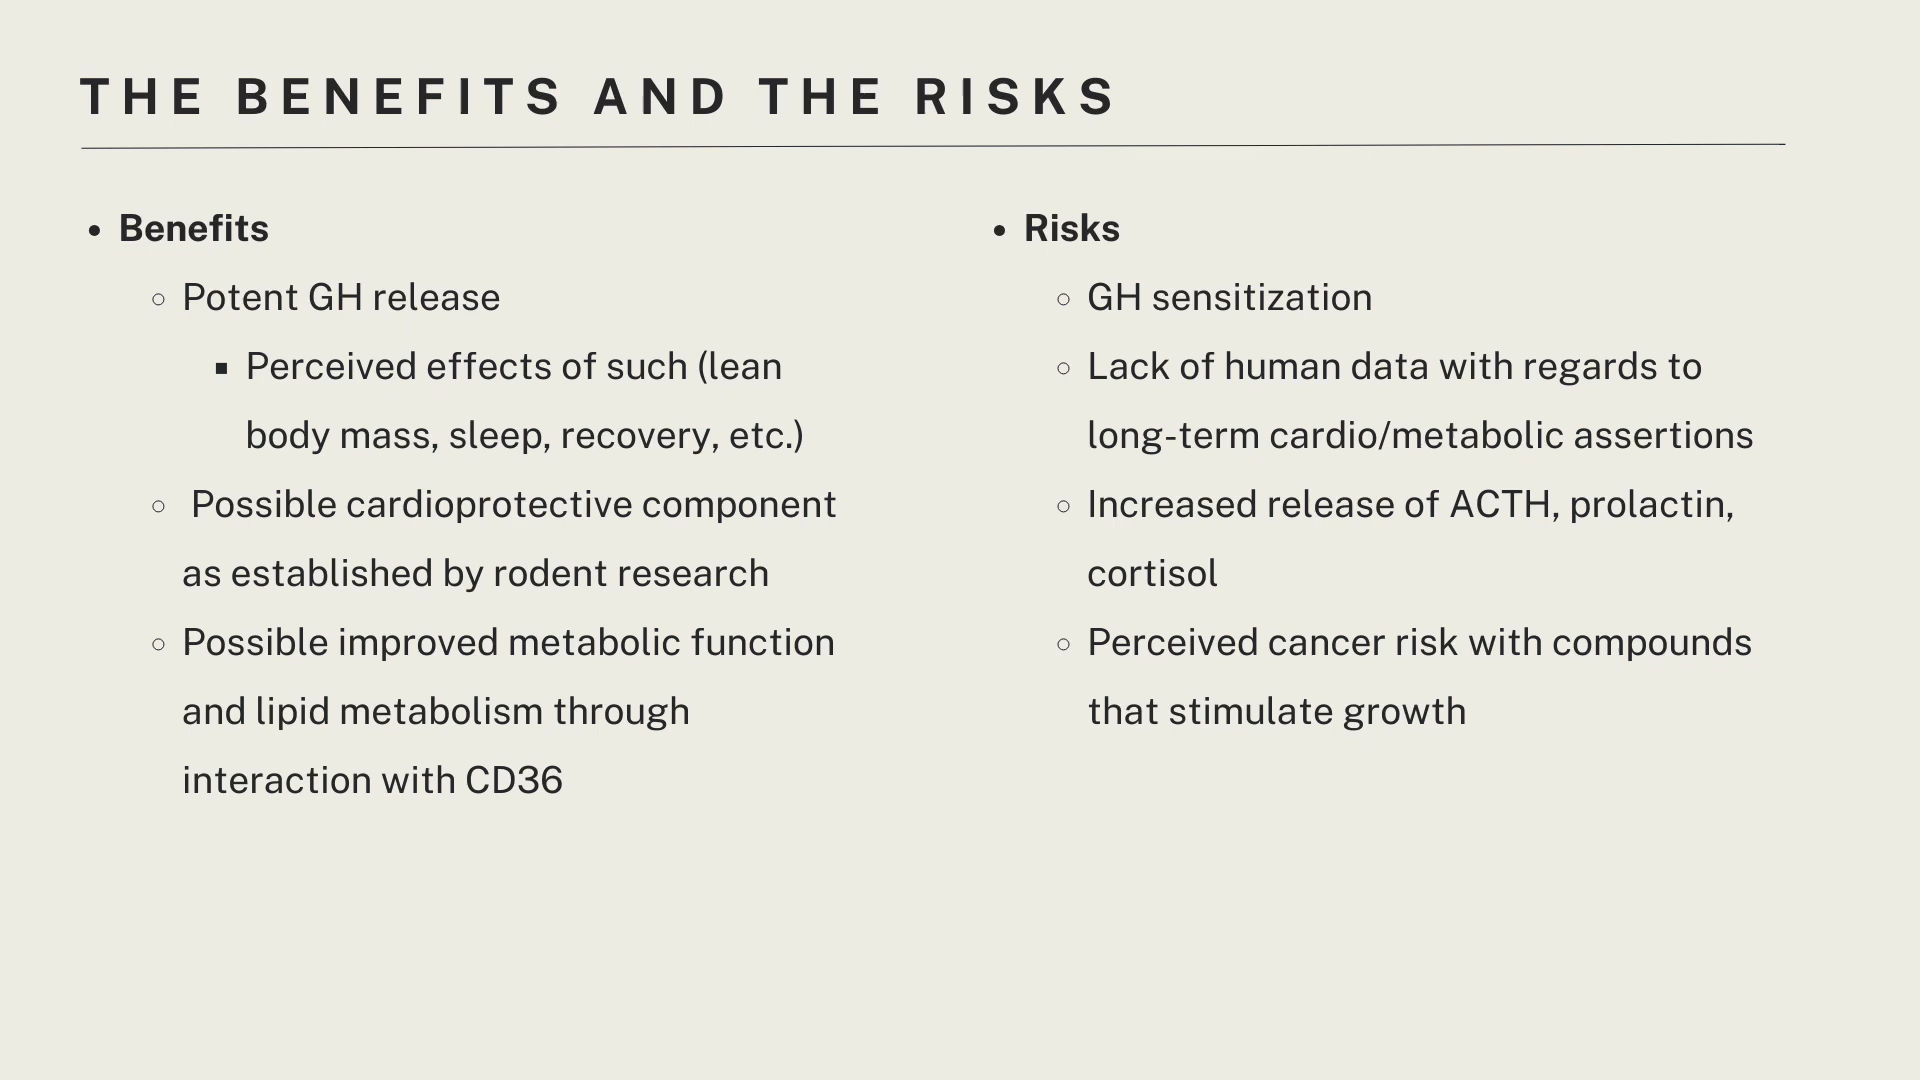 THE BENEFITS AND THE RISKS
• Benefits
○ Potent GH release
▪ Perceived effects of such (lean
body mass, sleep, recovery, etc.)
○ Possible cardioprotective component
as established by rodent research
○ Possible improved metabolic function
and lipid metabolism through
interaction with CD36
• Risks
○ GH sensitization
○ Lack of human data with regards to
long-term cardio/metabolic assertions
○ Increased release of ACTH, prolactin,
cortisol
○ Perceived cancer risk with compounds
that stimulate growth